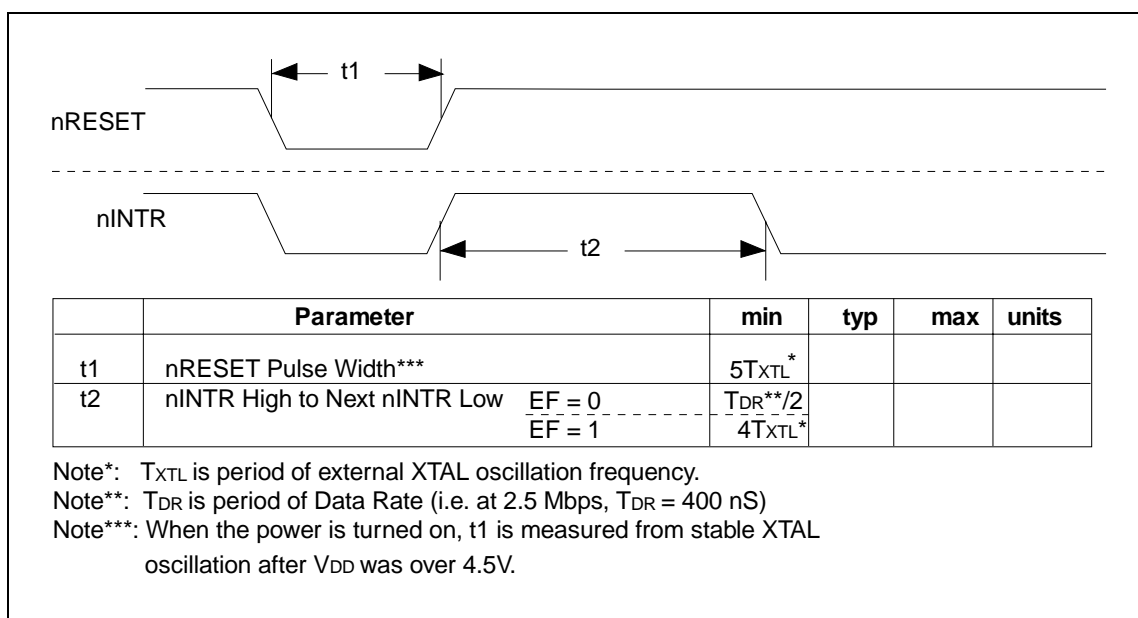 t1
nRESET
nINTR
t2
Parameter min typ max units
t1 nRESET Pulse Width*** 5TXTL*
t2 nINTR High to Next nINTR Low EF = 0 TDR**/2
EF = 1 4TXTL*
Note*: TXTL is period of external XTAL oscillation frequency.
Note**: TDR is period of Data Rate (i.e. at 2.5 Mbps, TDR = 400 nS)
Note***: When the power is turned on, t1 is measured from stable XTAL
oscillation after VDD was over 4.5V.